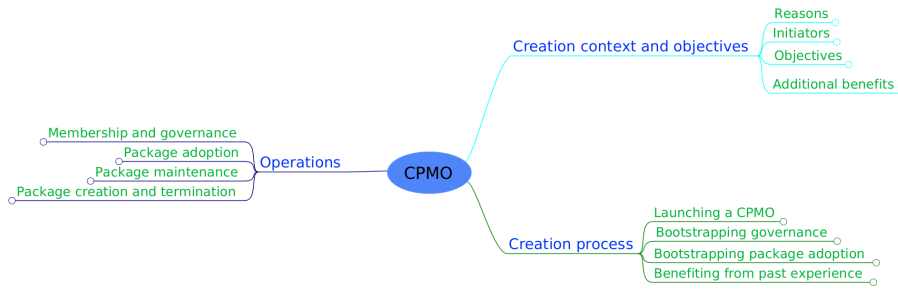 CPMO
Creation context and objectives
Reasons
Initiators
Objectives
Additional benefits
Operations
Membership and governance
Package adoption
Package maintenance
Package creation and termination
Creation process
Launching a CPMO
Bootstrapping governance
Bootstrapping package adoption
Benefiting from past experience